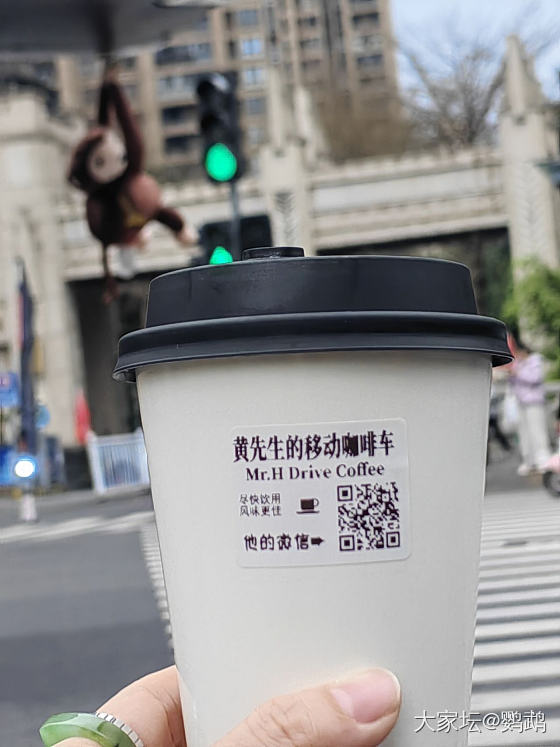 黄先生的移动咖啡车
Mr.H Drive Coffee
尽快饮用
风味更佳
他的微信➡
大家坛@鹦鹉